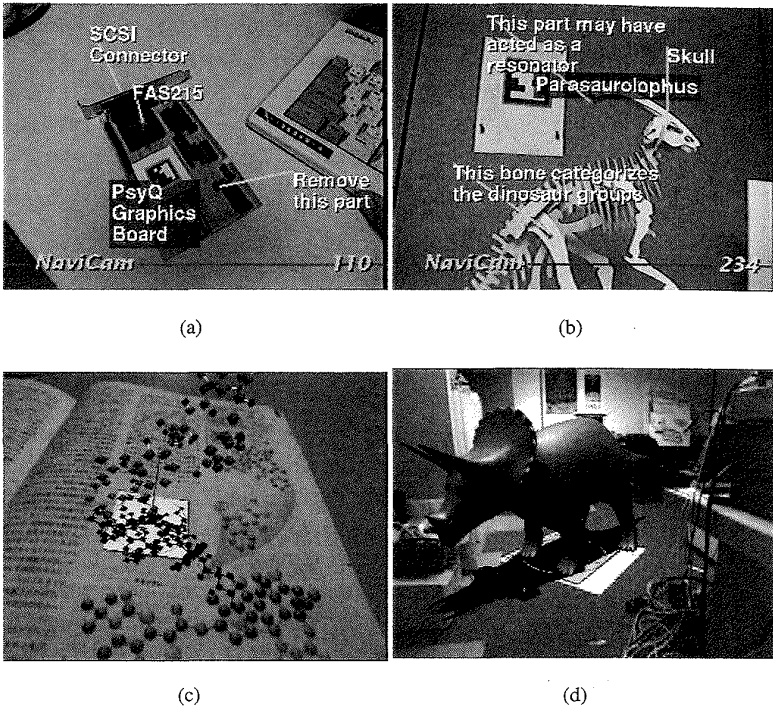 SCSI
Connector
FAS215
Remove
this part
PsyQ
Graphics
Board
NaviCam
110
This part may have
acted as a
resonator
Skull
Parasaurolophus
This bone categorizes
the dinosaur groups
NaviCam
234
(a)
(b)
(c)
(d)